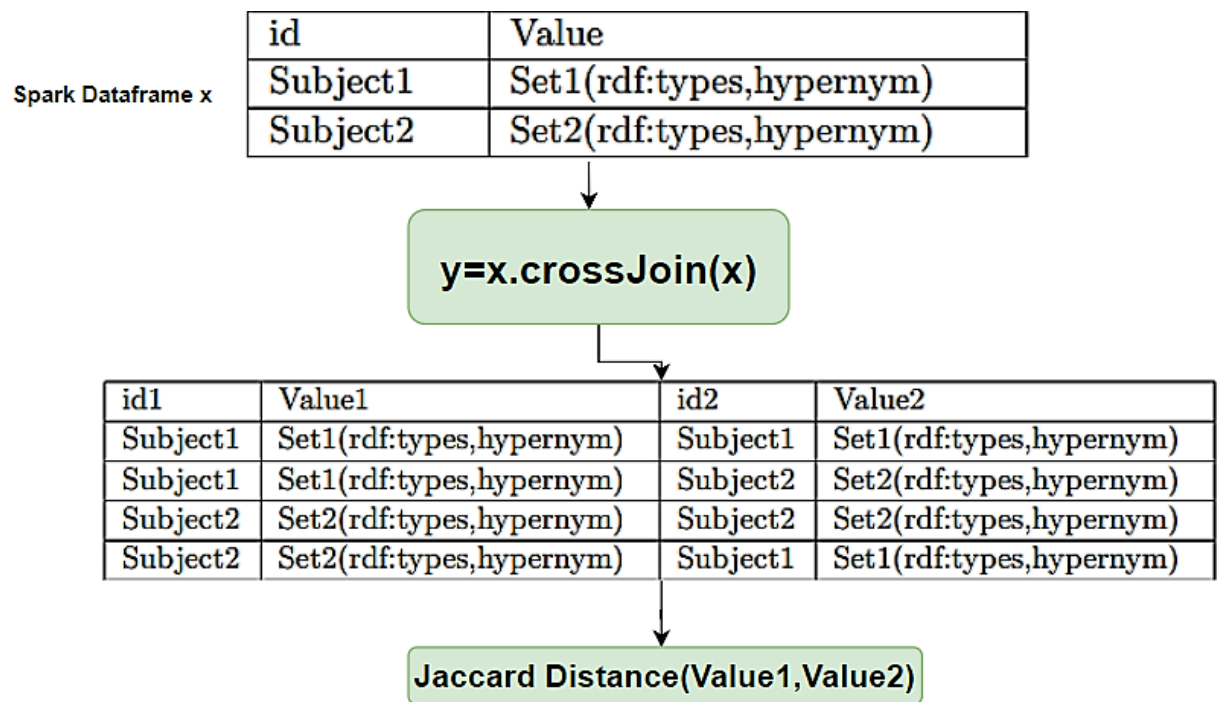 id Value
Spark Dataframe x
Subject1 Set1(rdf:types,hypernym)
Subject2 Set2(rdf:types,hypernym)
y=x.crossJoin(x)
id1 Value1 id2 Value2
Subject1 Set1(rdf:types,hypernym) Subject1 Set1(rdf:types,hypernym)
Subject1 Set1(rdf:types,hypernym) Subject2 Set2(rdf:types,hypernym)
Subject2 Set2(rdf:types,hypernym) Subject2 Set2(rdf:types,hypernym)
Subject2 Set2(rdf:types,hypernym) Subject1 Set1(rdf:types,hypernym)
Jaccard Distance(Value1,Value2)